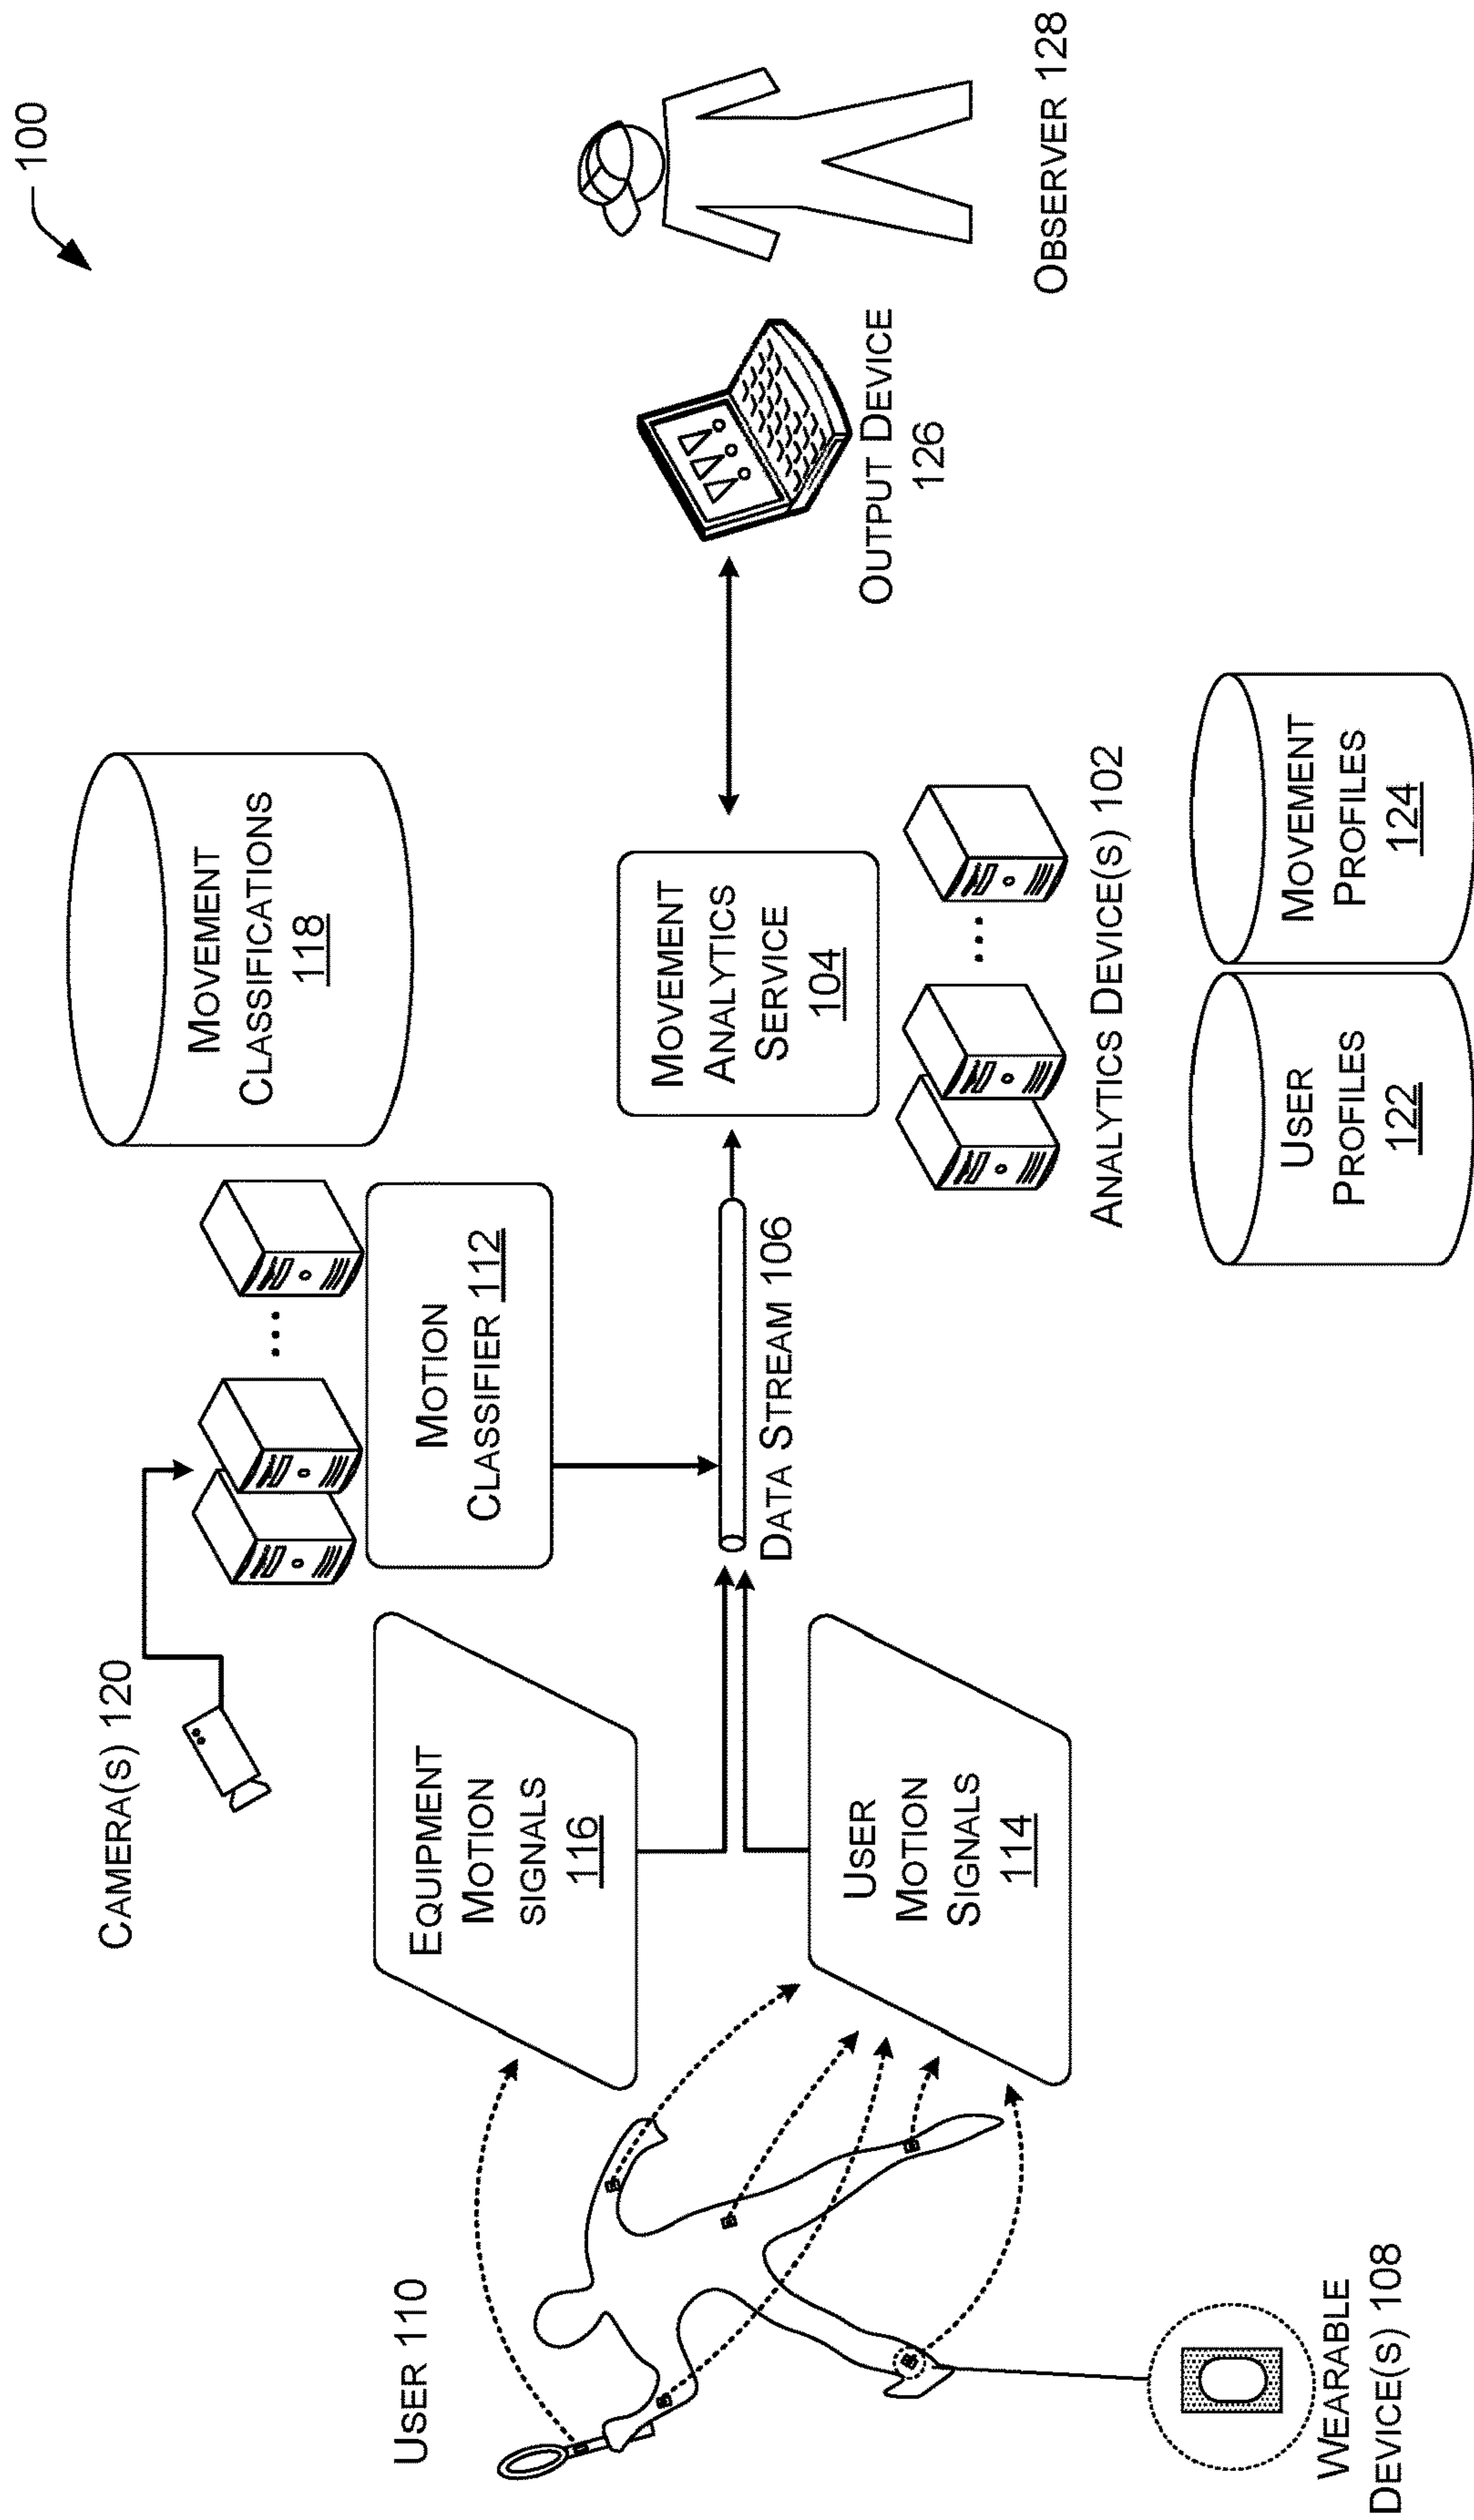 100
CAMERA(S) 120
MOVEMENT
CLASSIFICATIONS
118
MOTION
CLASSIFIER 112
USER 110
EQUIPMENT
MOTION
SIGNALS
116
MOVEMENT
ANALYTICS
SERVICE
104
DATA STREAM 106
OUTPUT DEVICE
126
OBSERVER 128
USER
MOTION
SIGNALS
114
ANALYTICS DEVICE(S) 102
WEARABLE
DEVICE(S) 108
USER
PROFILES
122
MOVEMENT
PROFILES
124